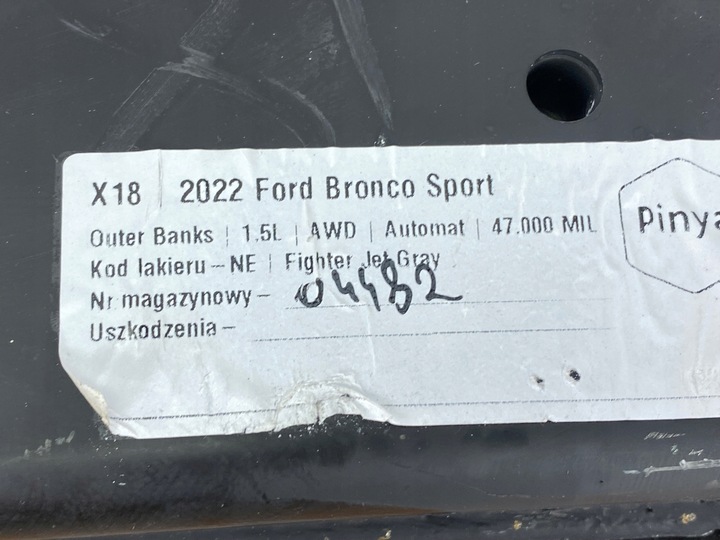 X18 | 2022 Ford Bronco Sport
Outer Banks | 1.5L | AWD | Automat | 47.000 MIL
Kod lakieru – NE | Fighter Jet Gray
Nr magazynowy – 04482
Uszkodzenia –
Pinya